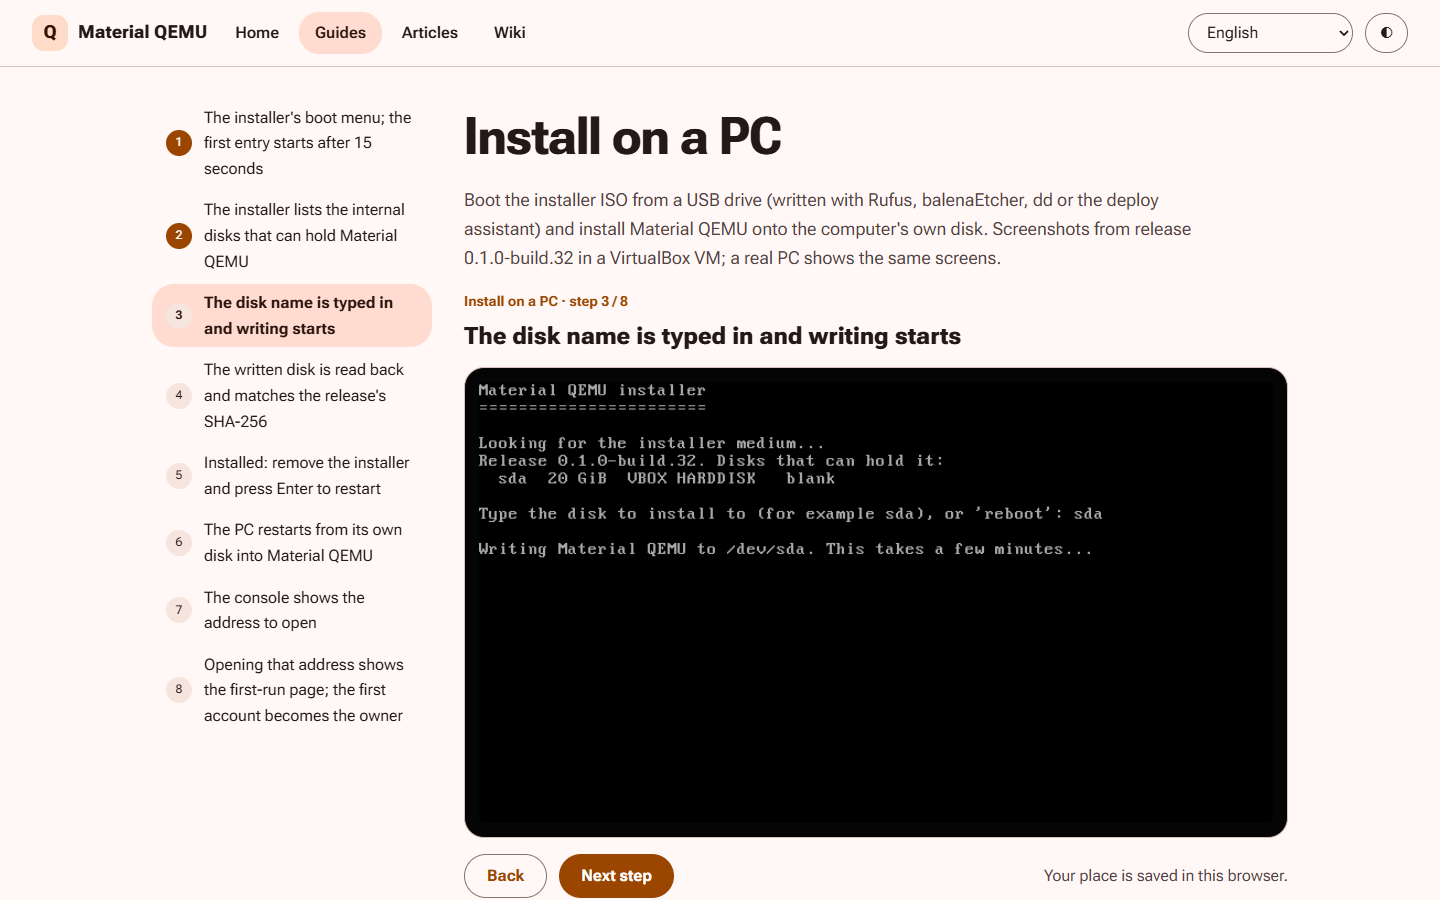 Q Material QEMU Home Guides Articles Wiki English
1 The installer's boot menu; the
first entry starts after 15
seconds
2 The installer lists the internal
disks that can hold Material
QEMU
3 The disk name is typed in
and writing starts
4 The written disk is read back
and matches the release's
SHA-256
5 Installed: remove the installer
and press Enter to restart
6 The PC restarts from its own
disk into Material QEMU
7 The console shows the
address to open
8 Opening that address shows
the first-run page; the first
account becomes the owner
Install on a PC
Boot the installer ISO from a USB drive (written with Rufus, balenaEtcher, dd or the deploy
assistant) and install Material QEMU onto the computer's own disk. Screenshots from release
0.1.0-build.32 in a VirtualBox VM; a real PC shows the same screens.
Install on a PC · step 3 / 8
The disk name is typed in and writing starts
Material QEMU installer
=======================
Looking for the installer medium...
Release 0.1.0-build.32. Disks that can hold it:
sda 20 GiB VBOX HARDDISK blank
Type the disk to install to (for example sda), or 'reboot': sda
Writing Material QEMU to /dev/sda. This takes a few minutes...
Back Next step Your place is saved in this browser.